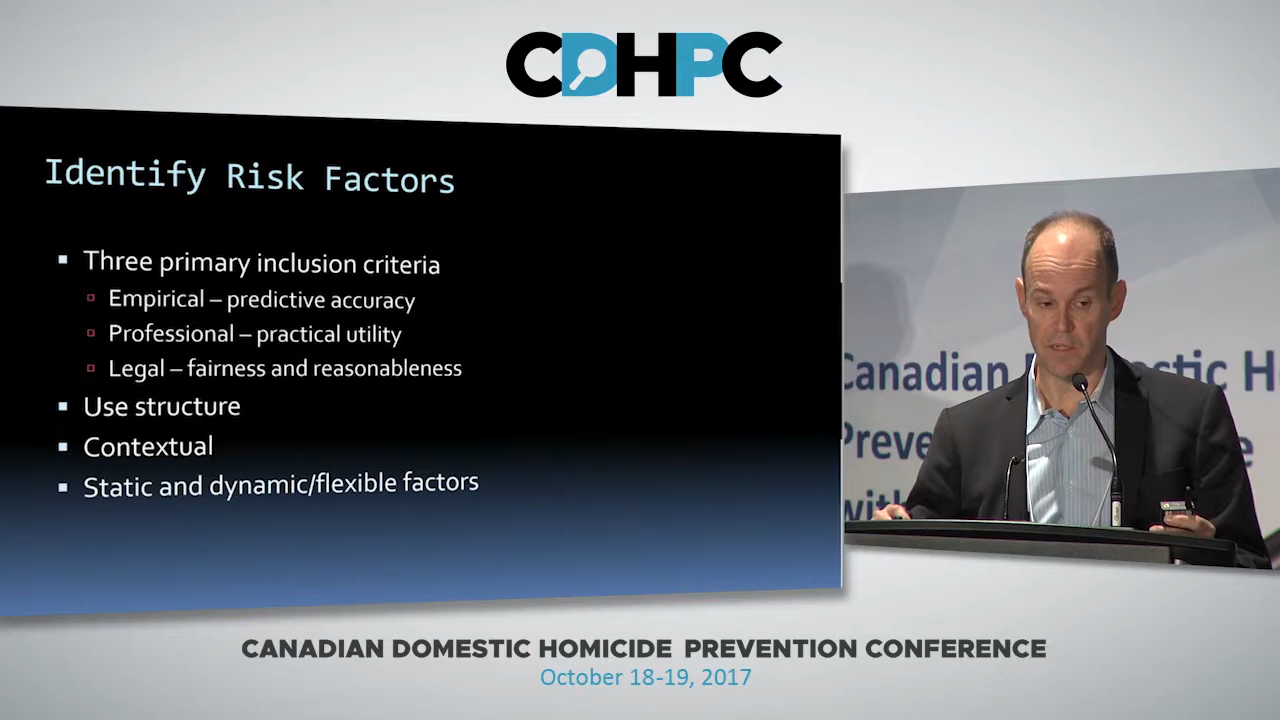 CDHPC
Identify Risk Factors
Three primary inclusion criteria
Empirical – predictive accuracy
Professional – practical utility
Legal – fairness and reasonableness
Use structure
Contextual
Static and dynamic/flexible factors
Canadian
Preve
with
CANADIAN DOMESTIC HOMICIDE PREVENTION CONFERENCE
October 18-19, 2017